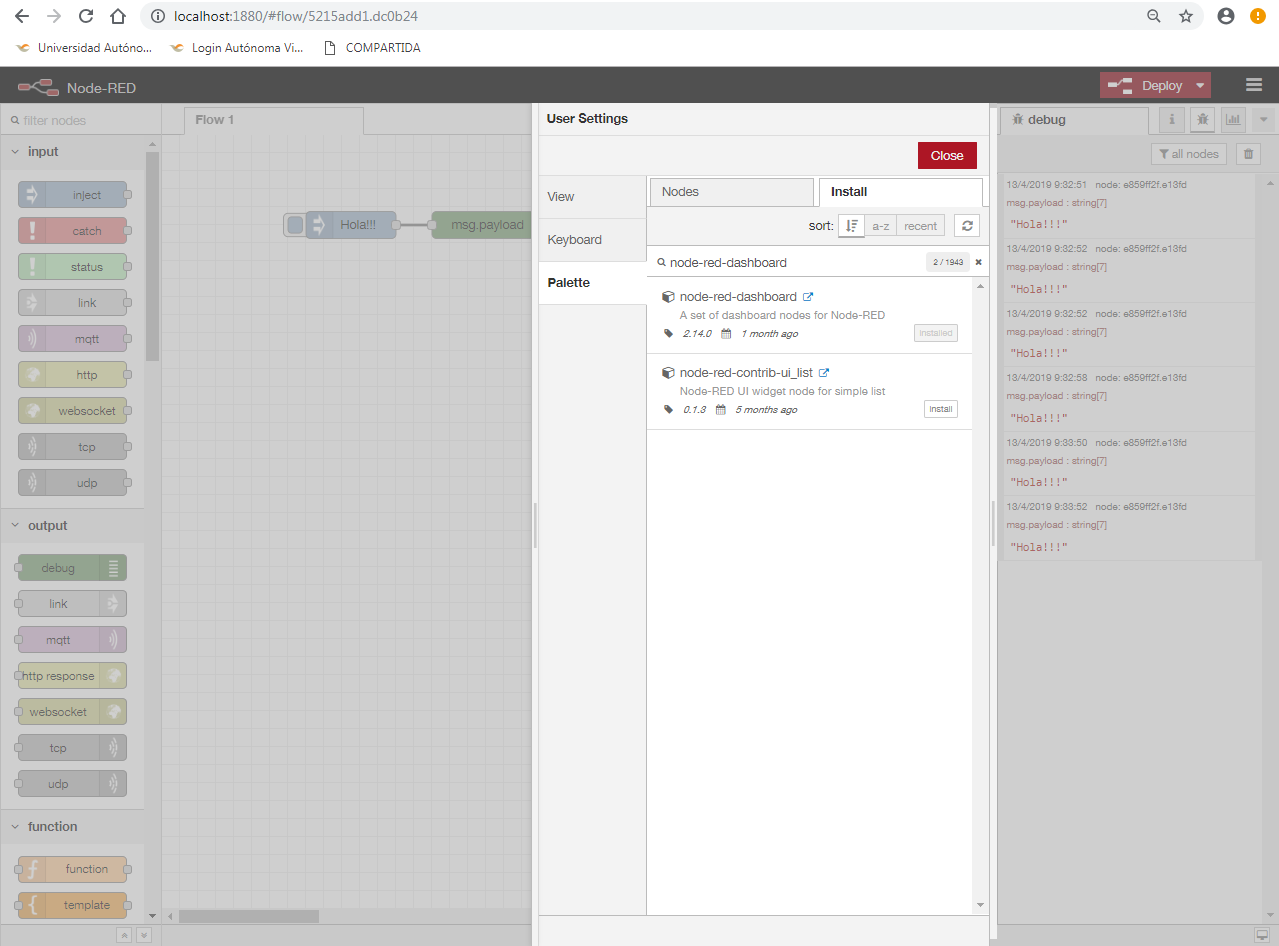 localhost:1880/#flow/5215add1.dc0b24
Universidad Autóno...
Login Autónoma Vi...
COMPARTIDA
Node-RED
Deploy
filter nodes
input
inject
catch
status
link
mqtt
http
websocket
tcp
udp
output
debug
link
mqtt
http response
websocket
tcp
udp
function
function
template
Flow 1
Hola!!!
msg.payload
User Settings
Close
View
Keyboard
Palette
Nodes
Install
sort:
a-z
recent
node-red-dashboard
2 / 1943
node-red-dashboard
A set of dashboard nodes for Node-RED
2.14.0
1 month ago
installed
node-red-contrib-ui_list
Node-RED UI widget node for simple list
0.1.3
5 months ago
install
debug
all nodes
13/4/2019 9:32:51 node: e859ff2f.e13fd
msg.payload : string[7]
"Hola!!!"
13/4/2019 9:32:52 node: e859ff2f.e13fd
msg.payload : string[7]
"Hola!!!"
13/4/2019 9:32:52 node: e859ff2f.e13fd
msg.payload : string[7]
"Hola!!!"
13/4/2019 9:32:58 node: e859ff2f.e13fd
msg.payload : string[7]
"Hola!!!"
13/4/2019 9:33:50 node: e859ff2f.e13fd
msg.payload : string[7]
"Hola!!!"
13/4/2019 9:33:52 node: e859ff2f.e13fd
msg.payload : string[7]
"Hola!!!"